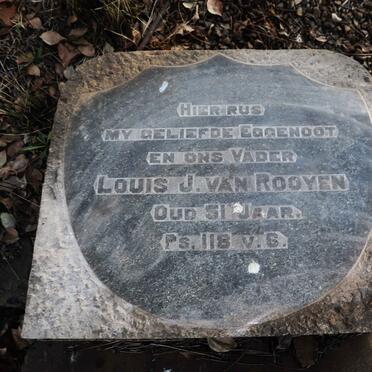 HIER RUS
MY GELIEFDE EGGENOOT
EN ONS VADER
LOUIS J. VAN ROOYEN
OUD 51 JAAR.
PS. 118 V. 6.